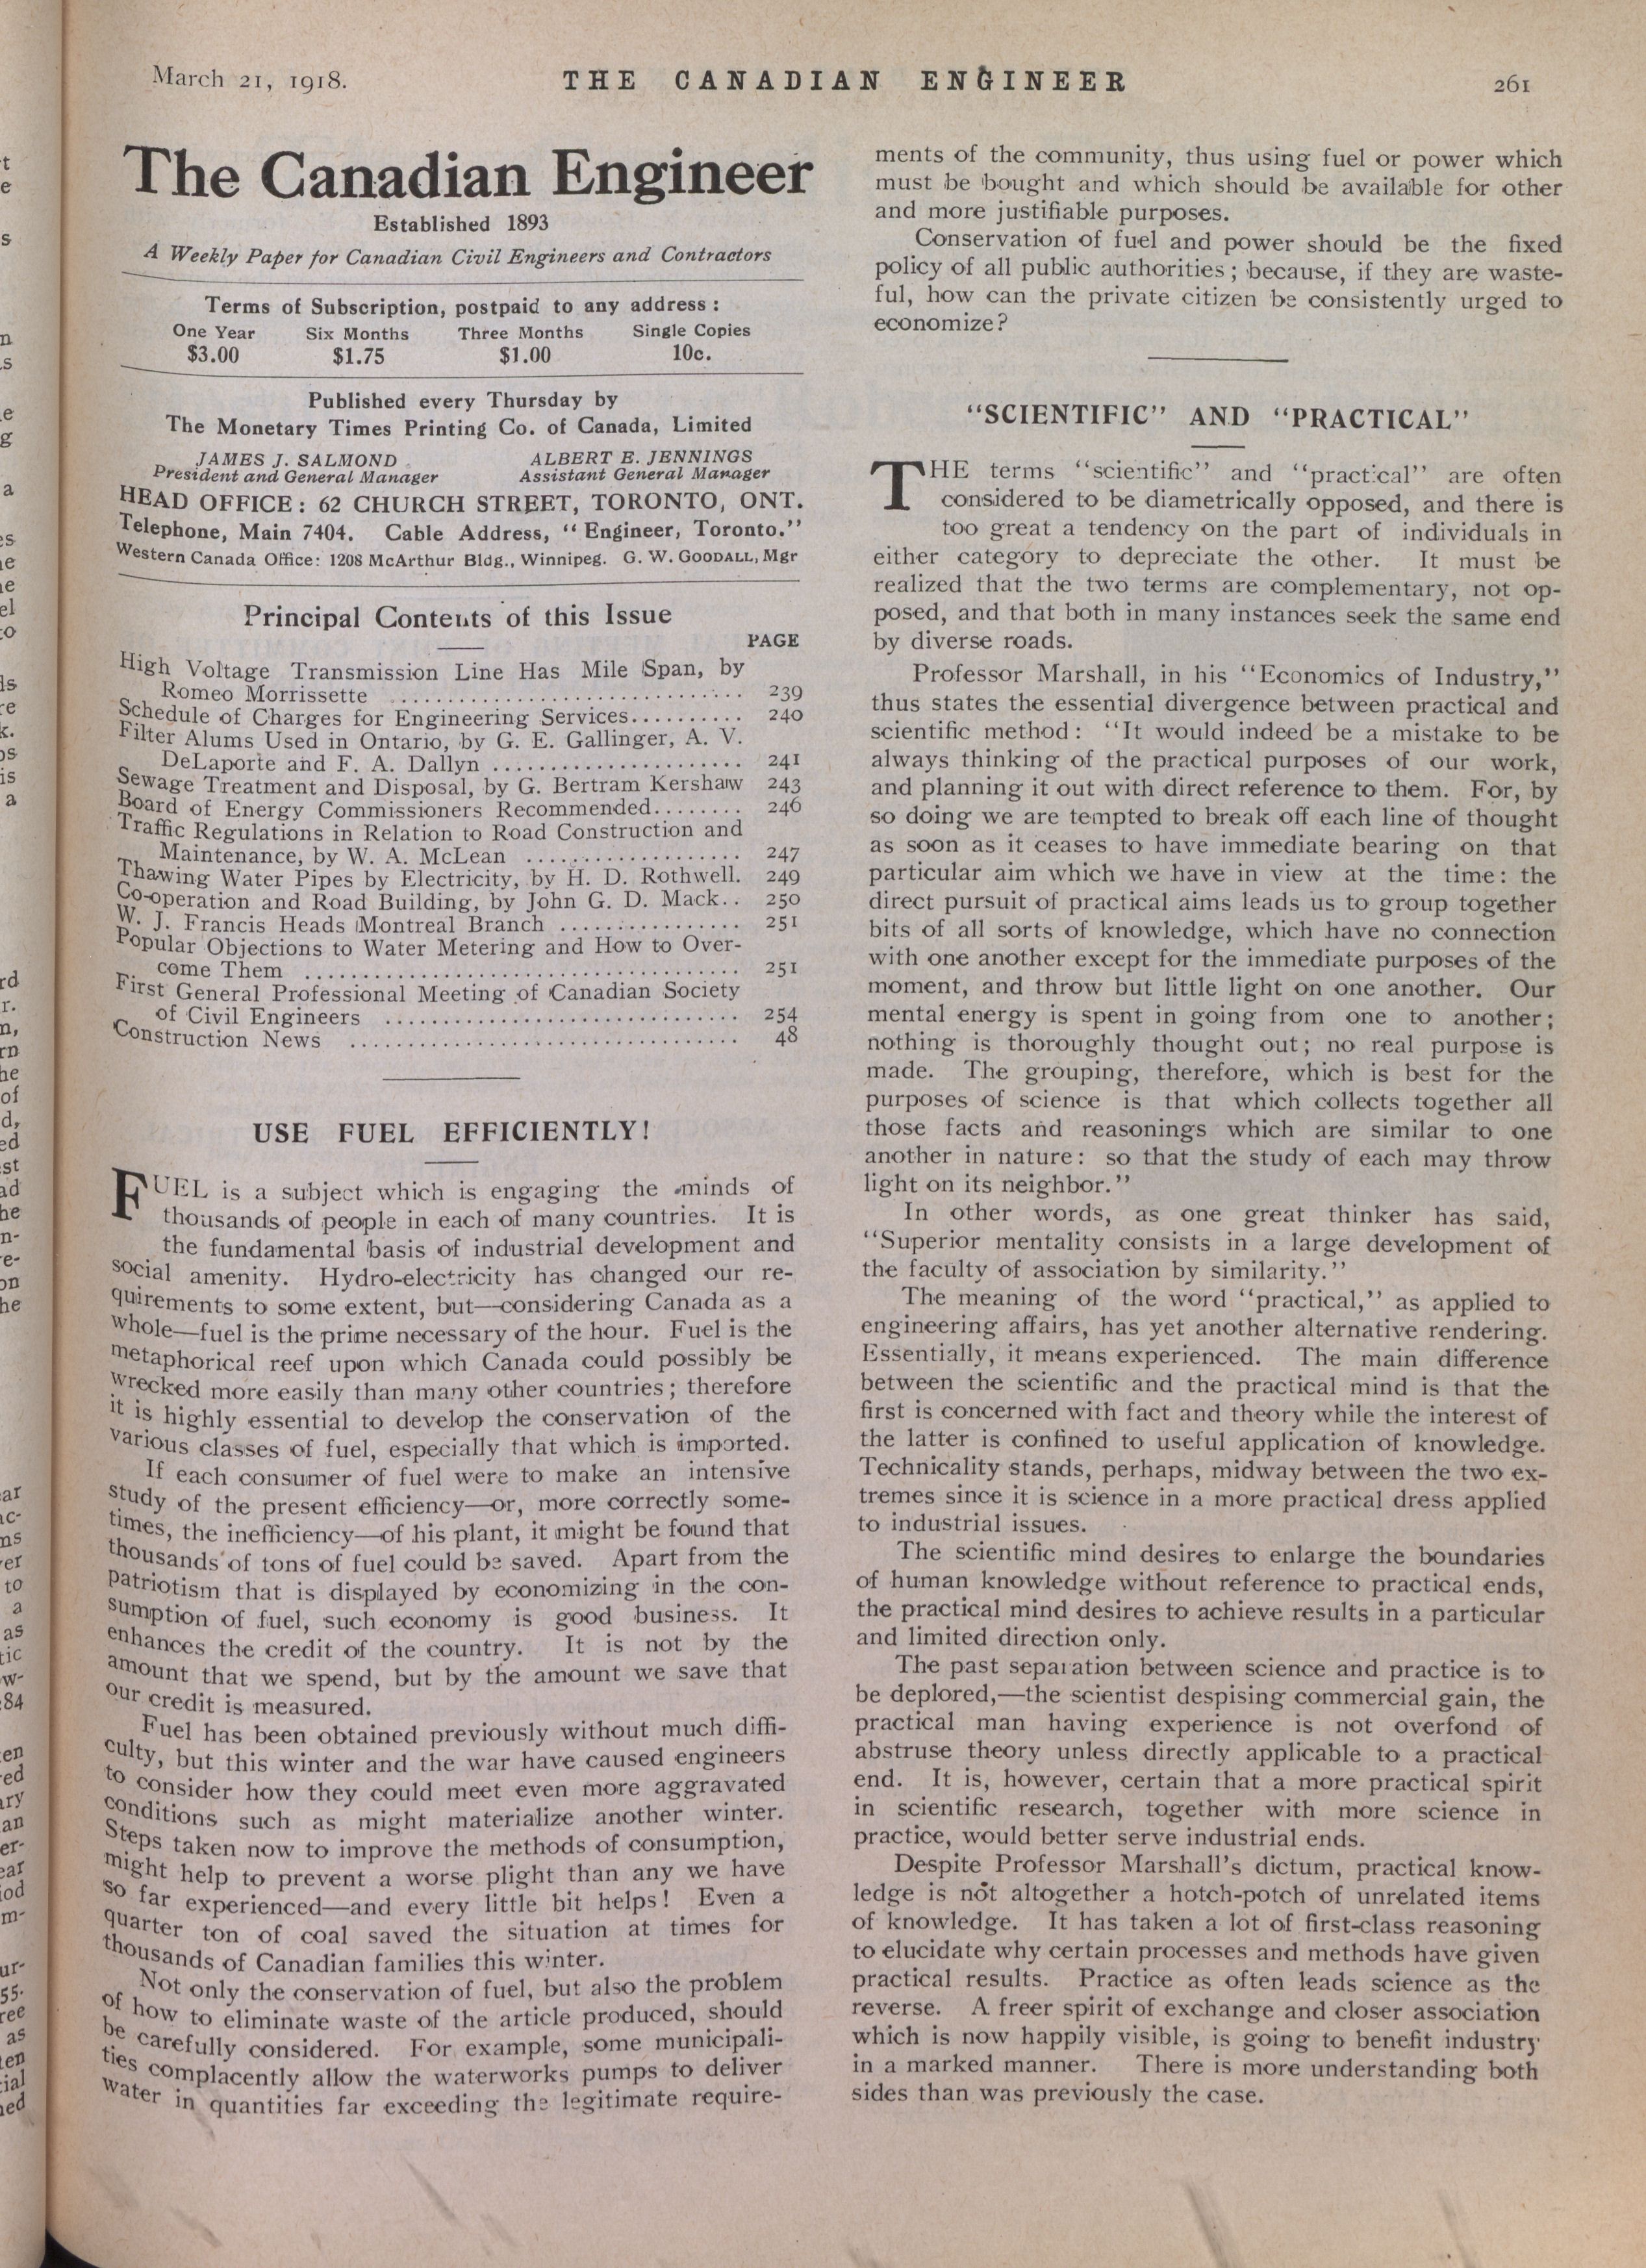 March 21, 1918.
THE CANADIAN ENGINEER
261
The Canadian Engineer
Established 1893
A Weekly Paper for Canadian Civil Engineers and Contractors
Terms of Subscription, postpaid to any address:
One Year Six Months Three Months Single Copies
$3.00 $1.75 $1.00 10c.
Published every Thursday by
The Monetary Times Printing Co. of Canada, Limited
JAMES J. SALMOND ALBERT E. JENNINGS
President and General Manager Assistant General Manager
HEAD OFFICE: 62 CHURCH STREET, TORONTO, ONT.
Telephone, Main 7404. Cable Address, "Engineer, Toronto."
Western Canada Office: 1208 McArthur Bldg., Winnipeg. G. W. GOODALL, Mgr
Principal Contents of this Issue
PAGE
High Voltage Transmission Line Has Mile Span, by
Romeo Morrissette ............................... 239
Schedule of Charges for Engineering Services.......... 240
Filter Alums Used in Ontario, by G. E. Gallinger, A. V.
DeLaporte and F. A. Dallyn ...................... 241
Sewage Treatment and Disposal, by G. Bertram Kershaw 243
Board of Energy Commissioners Recommended........ 246
Traffic Regulations in Relation to Road Construction and
Maintenance, by W. A. McLean ................... 247
Thawing Water Pipes by Electricity, by H. D. Rothwell. 249
Co-operation and Road Building, by John G. D. Mack.. 250
W. J. Francis Heads Montreal Branch ................ 251
Popular Objections to Water Metering and How to Over-
come Them ...................................... 251
First General Professional Meeting of Canadian Society
of Civil Engineers ............................... 254
Construction News .................................. 48
USE FUEL EFFICIENTLY!
FUEL is a subject which is engaging the minds of
thousands of people in each of many countries. It is
the fundamental basis of industrial development and
social amenity. Hydro-electricity has changed our re-
quirements to some extent, but—considering Canada as a
whole—fuel is the prime necessary of the hour. Fuel is the
metaphorical reef upon which Canada could possibly be
wrecked more easily than many other countries; therefore
it is highly essential to develop the conservation of the
various classes of fuel, especially that which is imported.
If each consumer of fuel were to make an intensive
study of the present efficiency—or, more correctly some-
times, the inefficiency—of his plant, it might be found that
thousands of tons of fuel could be saved. Apart from the
patriotism that is displayed by economizing in the con-
sumption of fuel, such economy is good business. It
enhances the credit of the country. It is not by the
amount that we spend, but by the amount we save that
our credit is measured.
Fuel has been obtained previously without much diffi-
culty, but this winter and the war have caused engineers
to consider how they could meet even more aggravated
conditions such as might materialize another winter.
Steps taken now to improve the methods of consumption,
might help to prevent a worse plight than any we have
so far experienced—and every little bit helps! Even a
quarter ton of coal saved the situation at times for
thousands of Canadian families this winter.
Not only the conservation of fuel, but also the problem
of how to eliminate waste of the article produced, should
be carefully considered. For example, some municipali-
ties complacently allow the waterworks pumps to deliver
water in quantities far exceeding the legitimate require-
ments of the community, thus using fuel or power which
must be bought and which should be available for other
and more justifiable purposes.
Conservation of fuel and power should be the fixed
policy of all public authorities; because, if they are waste-
ful, how can the private citizen be consistently urged to
economize?
"SCIENTIFIC" AND "PRACTICAL"
THE terms "scientific" and "practical" are often
considered to be diametrically opposed, and there is
too great a tendency on the part of individuals in
either category to depreciate the other. It must be
realized that the two terms are complementary, not op-
posed, and that both in many instances seek the same end
by diverse roads.
Professor Marshall, in his "Economics of Industry,"
thus states the essential divergence between practical and
scientific method: "It would indeed be a mistake to be
always thinking of the practical purposes of our work,
and planning it out with direct reference to them. For, by
so doing we are tempted to break off each line of thought
as soon as it ceases to have immediate bearing on that
particular aim which we have in view at the time: the
direct pursuit of practical aims leads us to group together
bits of all sorts of knowledge, which have no connection
with one another except for the immediate purposes of the
moment, and throw but little light on one another. Our
mental energy is spent in going from one to another;
nothing is thoroughly thought out; no real purpose is
made. The grouping, therefore, which is best for the
purposes of science is that which collects together all
those facts and reasonings which are similar to one
another in nature: so that the study of each may throw
light on its neighbor."
In other words, as one great thinker has said,
"Superior mentality consists in a large development of
the faculty of association by similarity."
The meaning of the word "practical," as applied to
engineering affairs, has yet another alternative rendering.
Essentially, it means experienced. The main difference
between the scientific and the practical mind is that the
first is concerned with fact and theory while the interest of
the latter is confined to useful application of knowledge.
Technicality stands, perhaps, midway between the two ex-
tremes since it is science in a more practical dress applied
to industrial issues.
The scientific mind desires to enlarge the boundaries
of human knowledge without reference to practical ends,
the practical mind desires to achieve results in a particular
and limited direction only.
The past separation between science and practice is to
be deplored,—the scientist despising commercial gain, the
practical man having experience is not overfond of
abstruse theory unless directly applicable to a practical
end. It is, however, certain that a more practical spirit
in scientific research, together with more science in
practice, would better serve industrial ends.
Despite Professor Marshall's dictum, practical know-
ledge is not altogether a hotch-potch of unrelated items
of knowledge. It has taken a lot of first-class reasoning
to elucidate why certain processes and methods have given
practical results. Practice as often leads science as the
reverse. A freer spirit of exchange and closer association
which is now happily visible, is going to benefit industry
in a marked manner. There is more understanding both
sides than was previously the case.